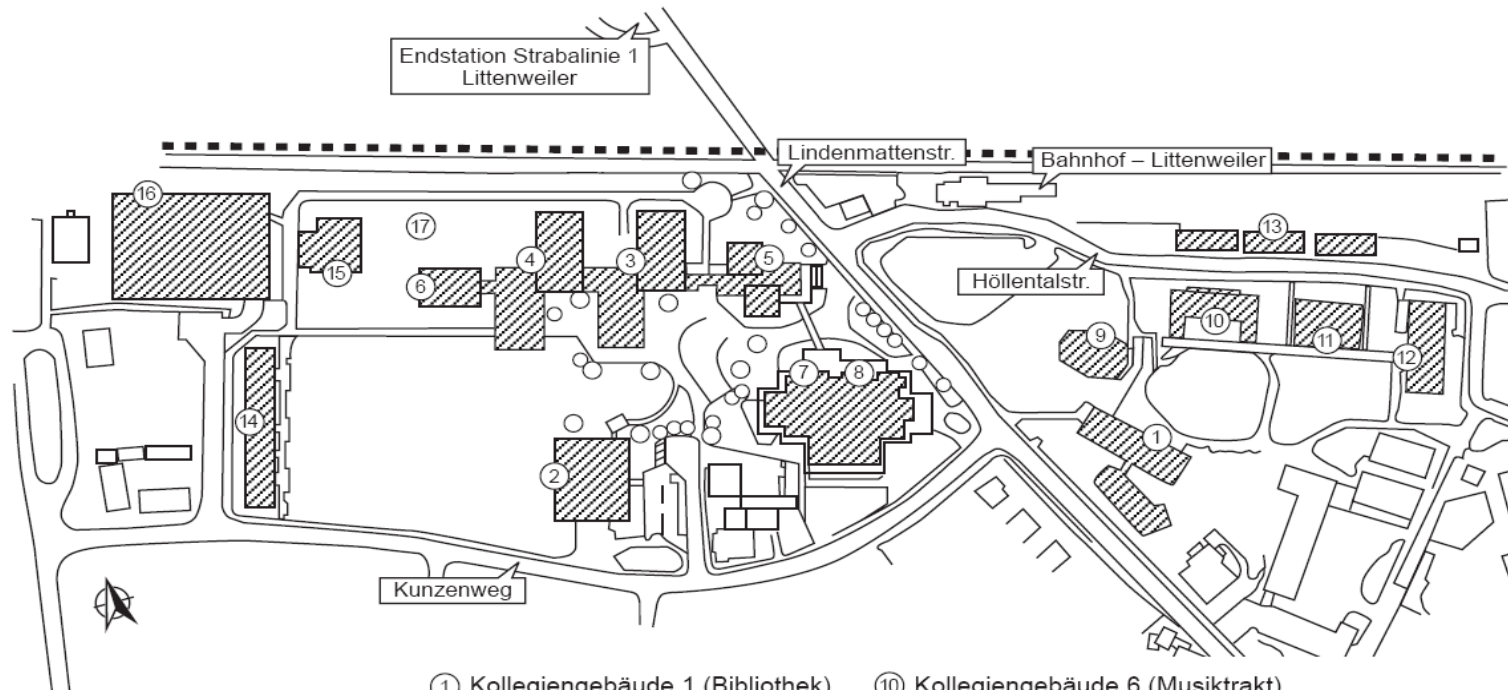 Endstation Strabalinie 1
Littenweiler
Lindenmattenstr.
Bahnhof – Littenweiler
16
17
13
4
3
5
15
6
Höllentalstr.
10
9
11
12
7
8
14
1
2
Kunzenweg
1 Kollegiengebäude 1 (Bibliothek)
10 Kollegiengebäude 6 (Musiktrakt)